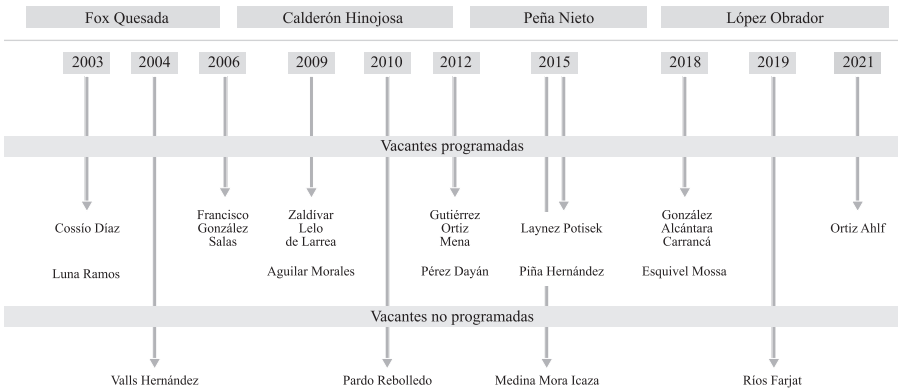 Fox Quesada
Calderón Hinojosa
Peña Nieto
López Obrador
2003
2004
2006
2009
2010
2012
2015
2018
2019
2021
Vacantes programadas
Cossío Díaz
Luna Ramos
Francisco
González
Salas
Zaldívar
Lelo
de Larrea
Aguilar Morales
Gutiérrez
Ortiz
Mena
Pérez Dayán
Laynez Potisek
Piña Hernández
González
Alcántara
Carrancá
Esquivel Mossa
Ortiz Ahlf
Vacantes no programadas
Valls Hernández
Pardo Rebolledo
Medina Mora Icaza
Ríos Farjat